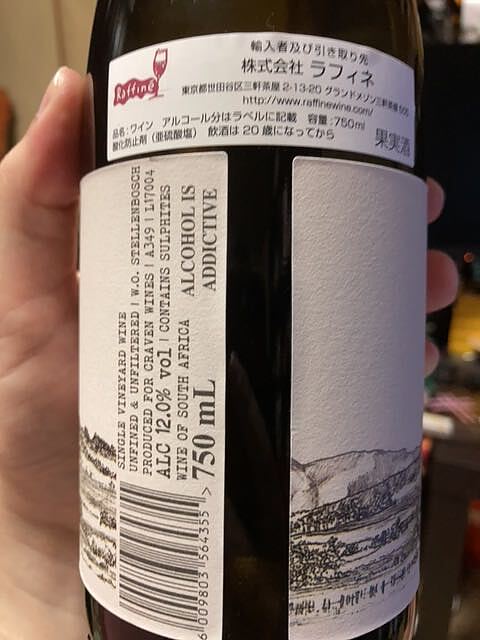 輸入者及び引き取り先
Raffiné
株式会社 ラフィネ
東京都世田谷区三軒茶屋 2-13-20 グランドメゾン三軒茶屋 505
http://www.raffinewine.com/
品名:ワイン アルコール分はラベルに記載 容量:750ml
酸化防止剤(亜硫酸塩) 飲酒は 20 歳になってから
果実酒
SINGLE VINEYARD WINE
UNFINED & UNFILTERED | W.O. STELLENBOSCH
PRODUCED FOR CRAVEN WINES | A349 | L17004
ALC 12,0% vol | CONTAINS SULPHITES
WINE OF SOUTH AFRICA
750 mL
ALCOHOL IS
ADDICTIVE
6 009803 564355 >